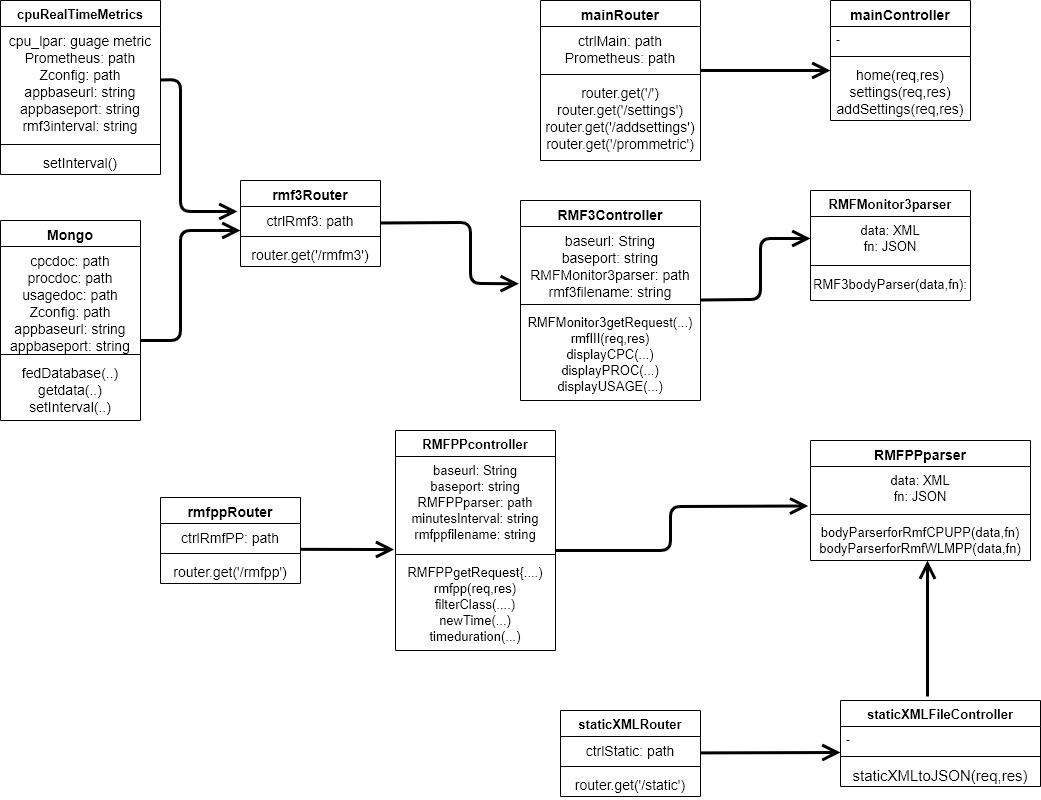 cpuRealTimeMetrics
cpu_lpar: guage metric
Prometheus: path
Zconfig: path
appbaseurl: string
appbaseport: string
rmf3interval: string
setInterval()
mainRouter
ctrlMain: path
Prometheus: path
router.get('/')
router.get('/settings')
router.get('/addsettings')
router.get('/prommetric')
mainController
-
home(req,res)
settings(req,res)
addSettings(req,res)
rmf3Router
ctrlRmf3: path
router.get('/rmfm3')
Mongo
cpcdoc: path
procdoc: path
usagedoc: path
Zconfig: path
appbaseurl: string
appbaseport: string
fedDatabase(..)
getdata(..)
setInterval(..)
RMF3Controller
baseurl: String
baseport: string
RMFMonitor3parser: path
rmf3filename: string
RMFMonitor3getRequest(...)
rmfIII(req,res)
displayCPC(...)
displayPROC(...)
displayUSAGE(...)
RMFMonitor3parser
data: XML
fn: JSON
RMF3bodyParser(data,fn):
rmfppRouter
ctrlRmfPP: path
router.get('/rmfpp')
RMFPPcontroller
baseurl: String
baseport: string
RMFPPparser: path
minutesInterval: string
rmfppfilename: string
RMFPPgetRequest{....)
rmfpp(req,res)
filterClass(....)
newTime(...)
timeduration(...)
RMFPPparser
data: XML
fn: JSON
bodyParserforRmfCPUPP(data,fn)
bodyParserforRmfWLMPP(data,fn)
staticXMLRouter
ctrlStatic: path
router.get('/static')
staticXMLFileController
-
staticXMLtoJSON(req,res)